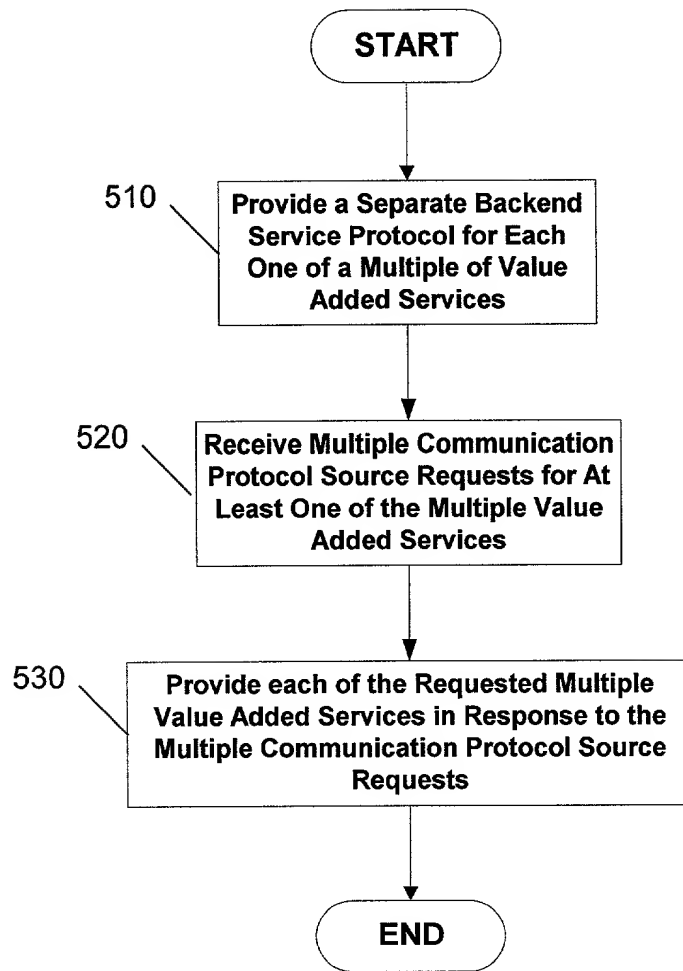 START
510
Provide a Separate Backend
Service Protocol for Each
One of a Multiple of Value
Added Services
520
Receive Multiple Communication
Protocol Source Requests for At
Least One of the Multiple Value
Added Services
530
Provide each of the Requested Multiple
Value Added Services in Response to the
Multiple Communication Protocol Source
Requests
END